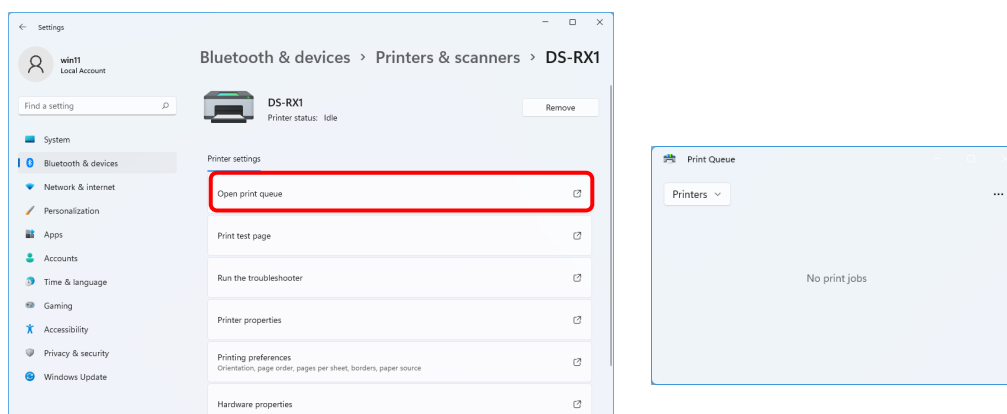 Settings
win11
Local Account
Find a setting
System
Bluetooth & devices
Network & internet
Personalization
Apps
Accounts
Time & language
Gaming
Accessibility
Privacy & security
Windows Update
Bluetooth & devices > Printers & scanners > DS-RX1
DS-RX1
Printer status: Idle
Remove
Printer settings
Open print queue
Print test page
Run the troubleshooter
Printer properties
Printing preferences
Orientation, page order, pages per sheet, borders, paper source
Hardware properties
Print Queue
Printers
...
No print jobs